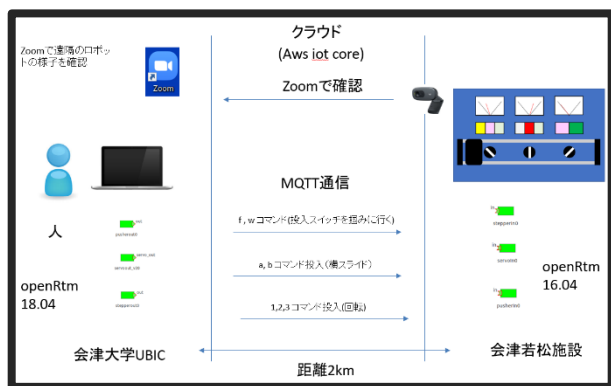 クラウド
(Aws iot core)
Zoomで遠隔のロボッ
トの様子を確認
Zoom
Zoomで確認
MQTT通信
人
f , w コマンド(投入スイッチを掴みに行く)
a, b コマンド投入 (横スライド)
1,2,3 コマンド投入(回転)
openRtm
18.04
openRtm
16.04
会津大学UBIC
会津若松施設
距離2km